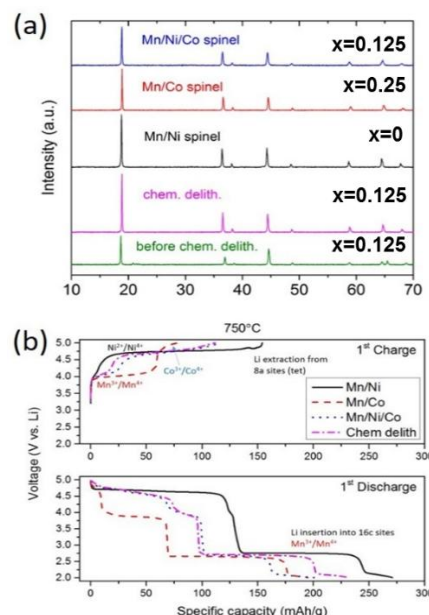 (a)
Mn/Ni/Co spinel
x=0.125
Mn/Co spinel
x=0.25
Mn/Ni spinel
x=0
chem. delith.
x=0.125
before chem. delith.
x=0.125
Intensity (a.u.)
10 20 30 40 50 60 70
(b)
750°C
5.0
4.5
4.0
3.5
3.0
2.5
2.0
Ni²⁺/Ni⁴⁺
1st Charge
Co³⁺/Co⁴⁺
Mn³⁺/Mn⁴⁺
Li extraction from
8a sites (tet)
Mn/Ni
Mn/Co
Mn/Ni/Co
Chem delith
Voltage (V vs. Li)
5.0
4.5
4.0
3.5
3.0
2.5
2.0
1st Discharge
Li insertion into 16c sites
Mn³⁺/Mn⁴⁺
0 50 100 150 200 250 300
Specific capacity (mAh/g)